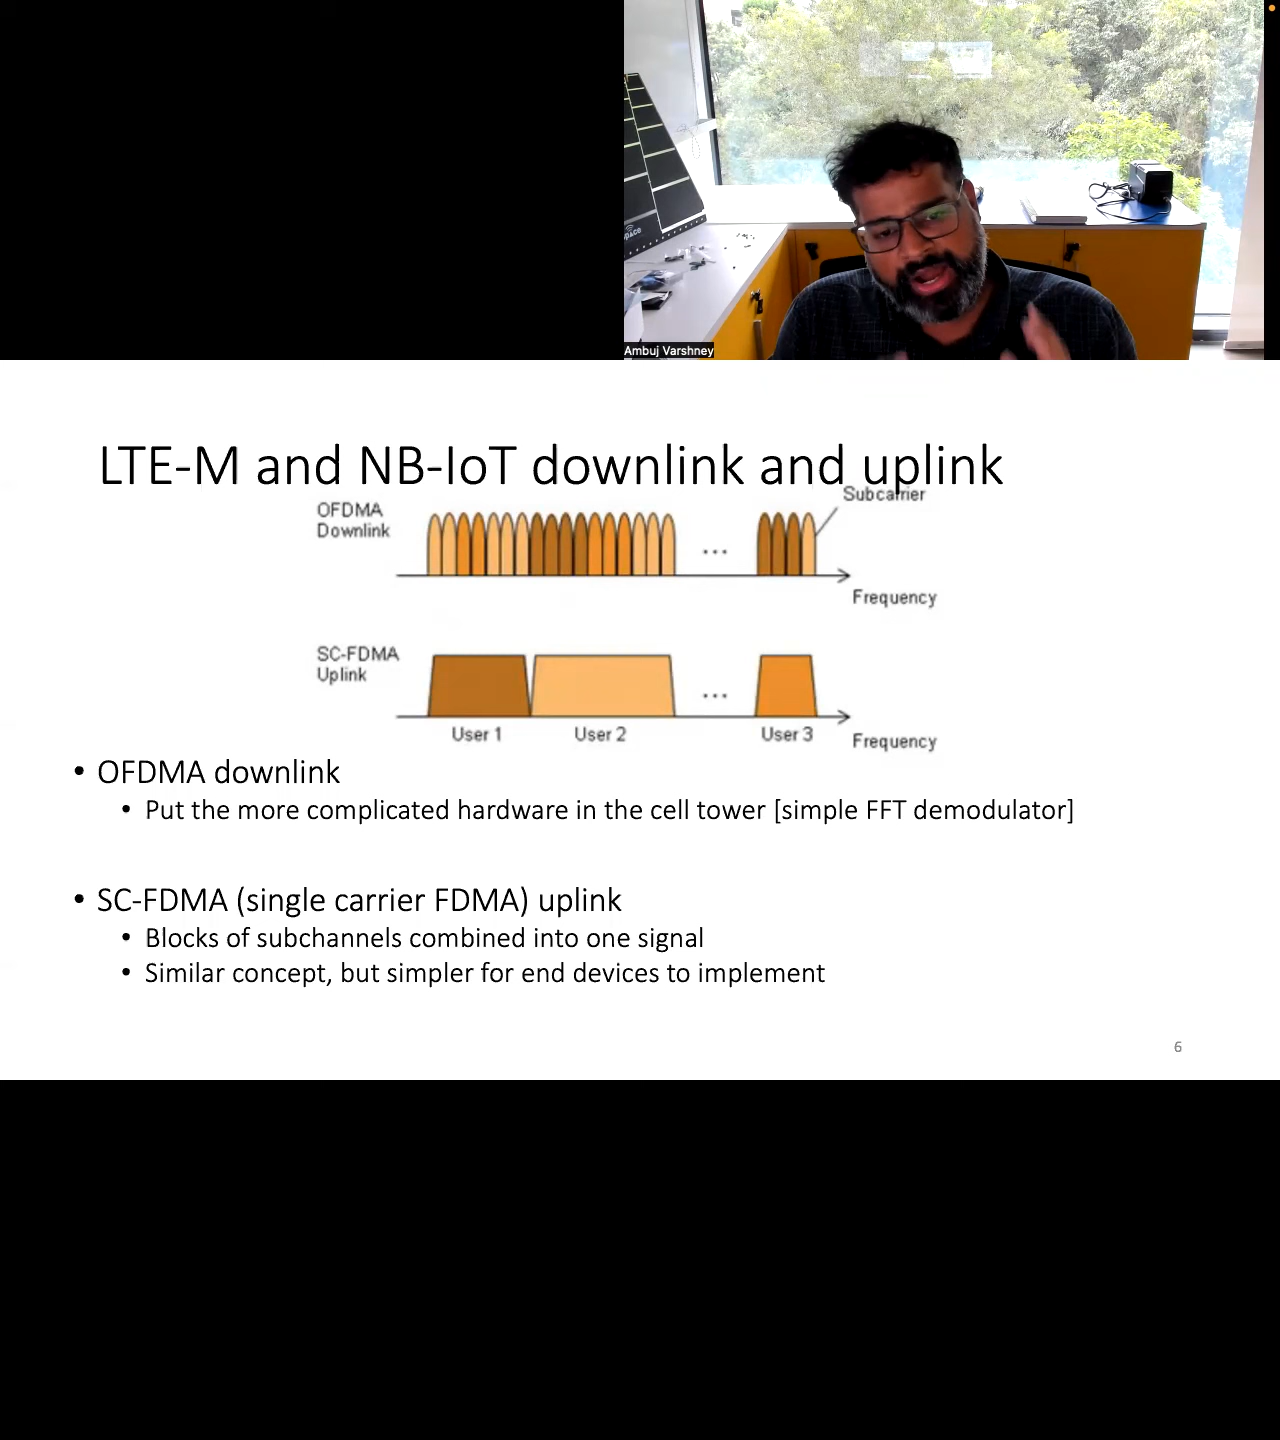 Ambuj Varshney
LTE-M and NB-IoT downlink and uplink
Subcarrier
OFDMA
Downlink
...
Frequency
SC-FDMA
Uplink
...
User 1
User 2
User 3
Frequency
• OFDMA downlink
• Put the more complicated hardware in the cell tower [simple FFT demodulator]
• SC-FDMA (single carrier FDMA) uplink
• Blocks of subchannels combined into one signal
• Similar concept, but simpler for end devices to implement
6